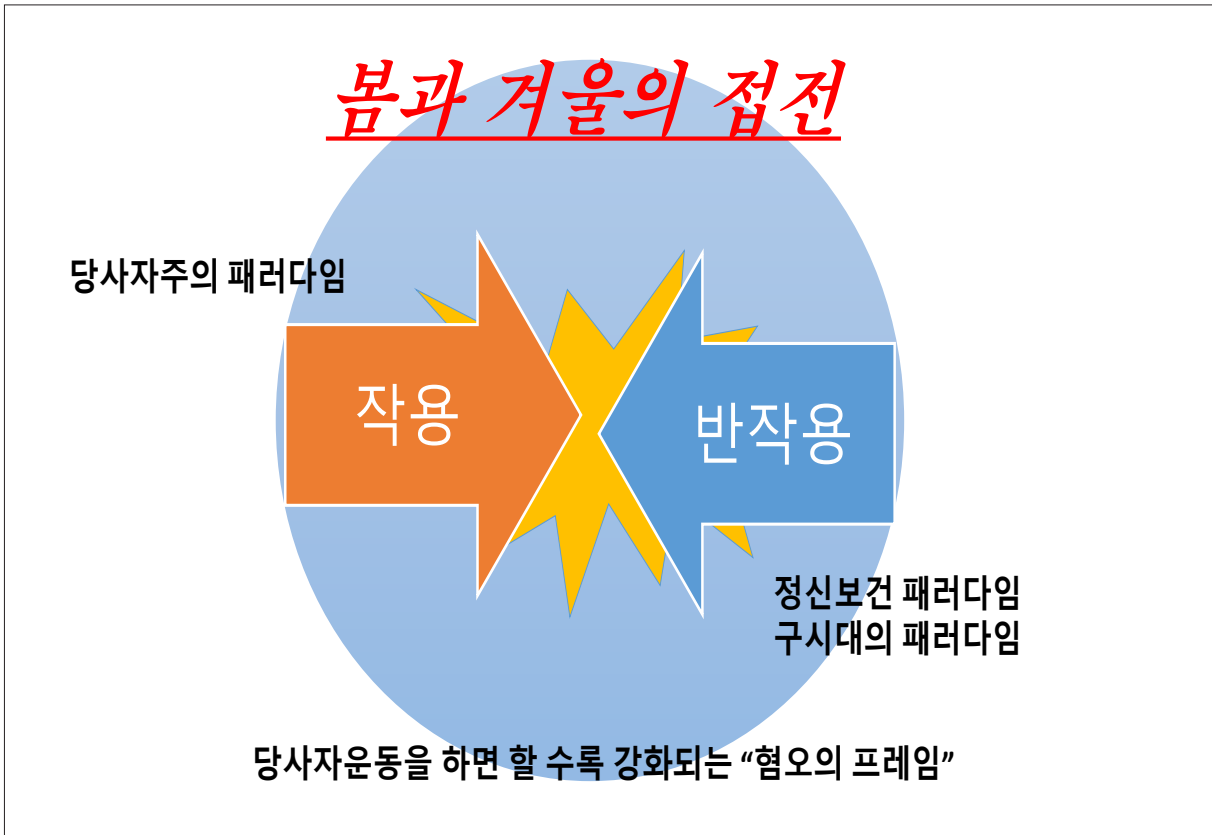 봄과 겨울의 접전
당사자주의 패러다임
작용
반작용
정신보건 패러다임
구시대의 패러다임
당사자운동을 하면 할 수록 강화되는 “혐오의 프레임”